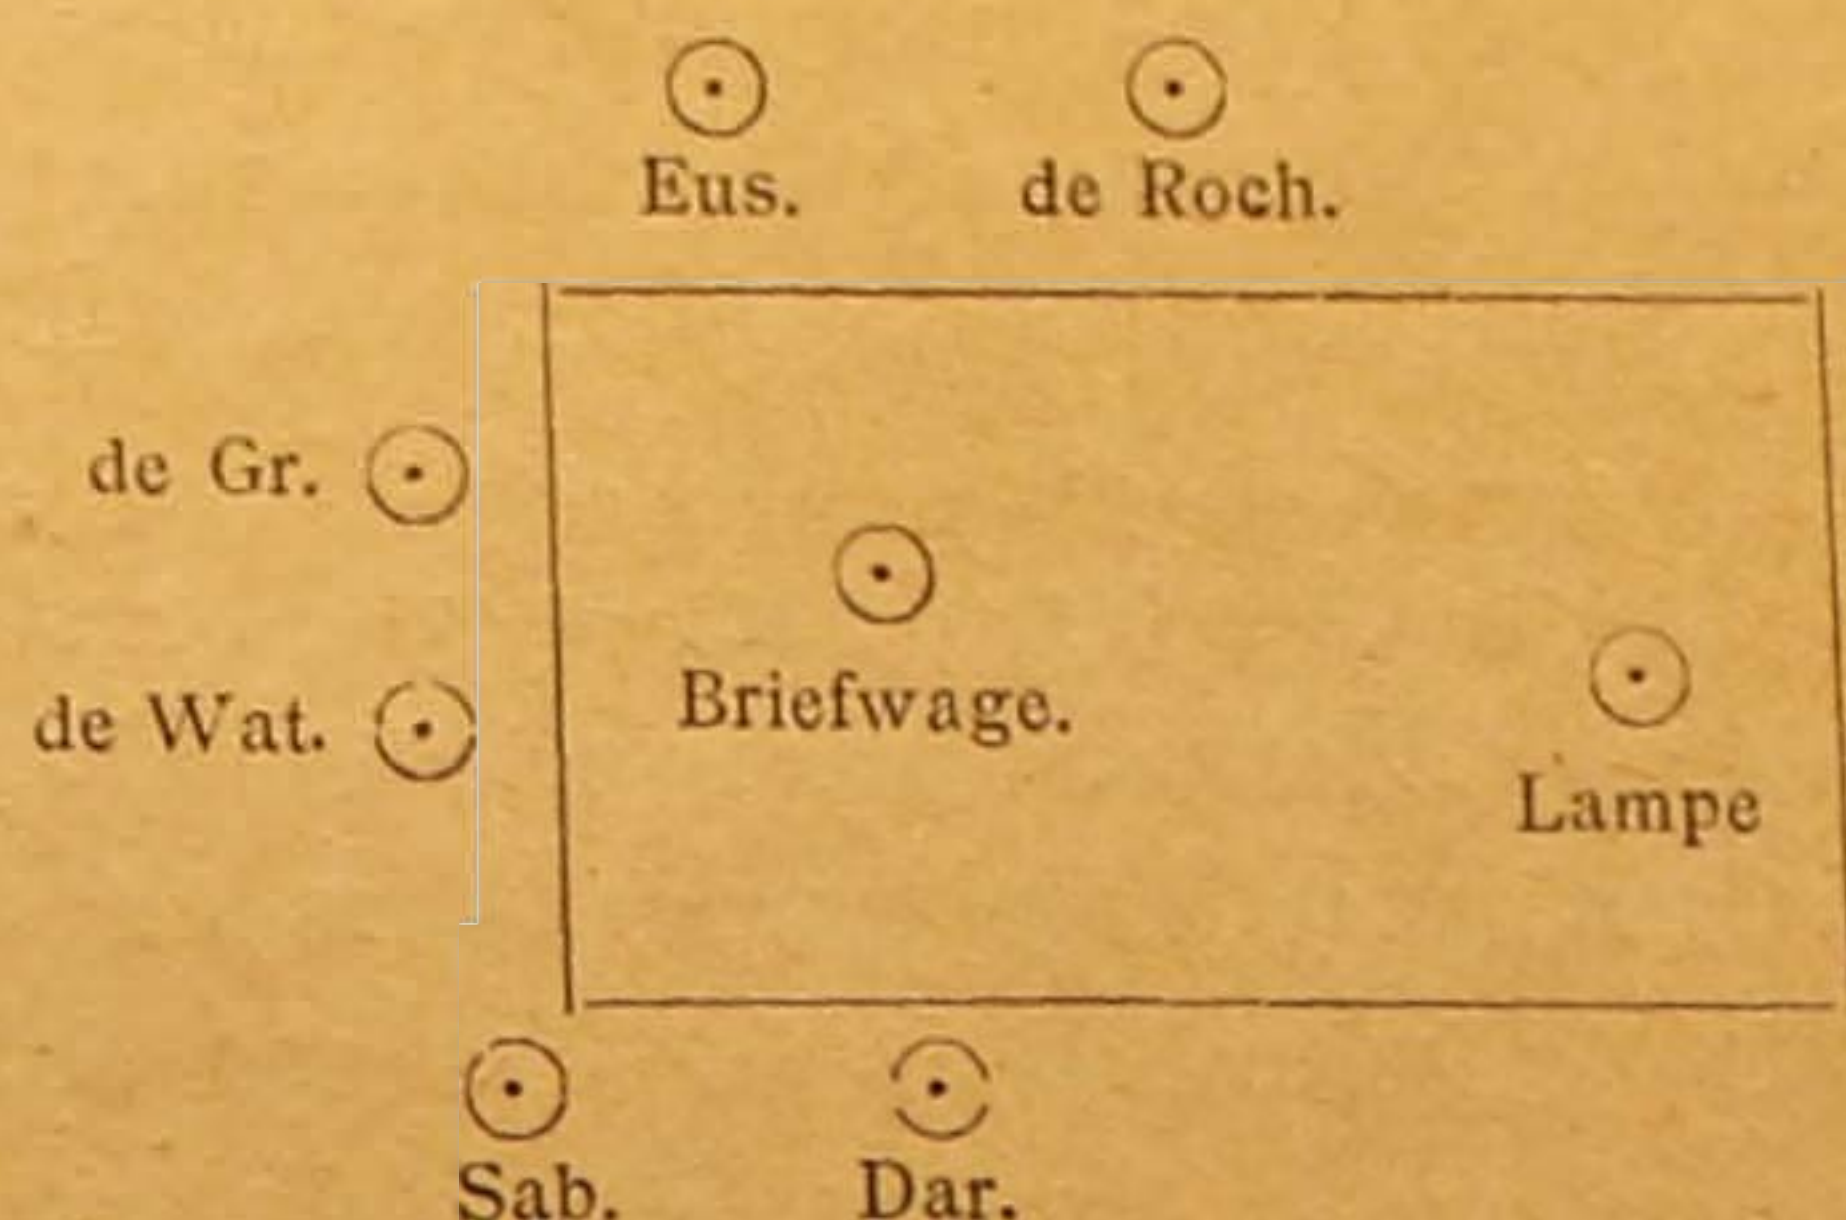 Eus.
de Roch.
de Gr.
Briefwage.
de Wat.
Lampe
Sab.
Dar.